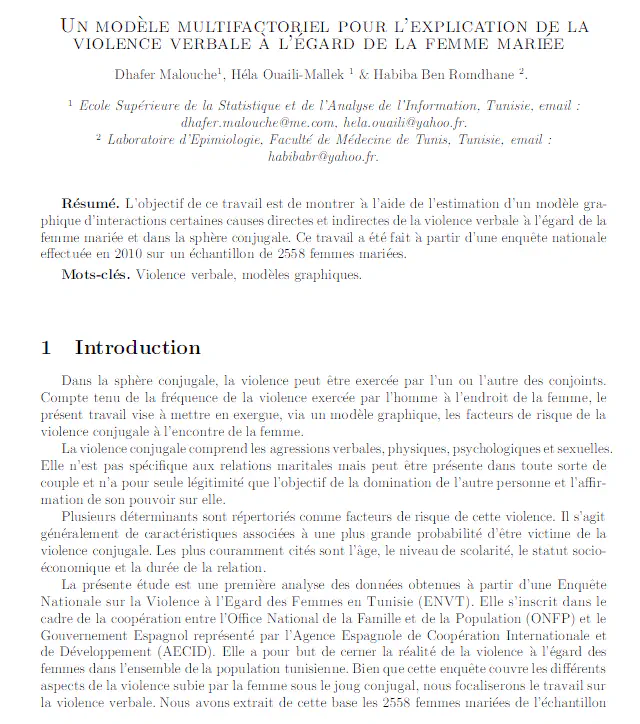 UN MODÈLE MULTIFACTORIEL POUR L'EXPLICATION DE LA
VIOLENCE VERBALE À L'ÉGARD DE LA FEMME MARIÉE
Dhafer Malouche¹, Héla Ouaili-Mallek ¹ & Habiba Ben Romdhane ².
¹ Ecole Supérieure de la Statistique et de l'Analyse de l'Information, Tunisie, email :
dhafer.malouche@me.com, hela.ouaili@yahoo.fr.
² Laboratoire d'Epimiologie, Faculté de Médecine de Tunis, Tunisie, email :
habibabr@yahoo.fr.
Résumé. L'objectif de ce travail est de montrer à l'aide de l'estimation d'un modèle gra-
phique d'interactions certaines causes directes et indirectes de la violence verbale à l'égard de la
femme mariée et dans la sphère conjugale. Ce travail a été fait à partir d'une enquête nationale
effectuée en 2010 sur un échantillon de 2558 femmes mariées.
Mots-clés. Violence verbale, modèles graphiques.
1 Introduction
Dans la sphère conjugale, la violence peut être exercée par l'un ou l'autre des conjoints.
Compte tenu de la fréquence de la violence exercée par l'homme à l'endroit de la femme, le
présent travail vise à mettre en exergue, via un modèle graphique, les facteurs de risque de la
violence conjugale à l'encontre de la femme.
La violence conjugale comprend les agressions verbales, physiques, psychologiques et sexuelles.
Elle n'est pas spécifique aux relations maritales mais peut être présente dans toute sorte de
couple et n'a pour seule légitimité que l'objectif de la domination de l'autre personne et l'affir-
mation de son pouvoir sur elle.
Plusieurs déterminants sont répertoriés comme facteurs de risque de cette violence. Il s'agit
généralement de caractéristiques associées à une plus grande probabilité d'être victime de la
violence conjugale. Les plus couramment cités sont l'âge, le niveau de scolarité, le statut socio-
économique et la durée de la relation.
La présente étude est une première analyse des données obtenues à partir d'une Enquête
Nationale sur la Violence à l'Egard des Femmes en Tunisie (ENVT). Elle s'inscrit dans le
cadre de la coopération entre l'Office National de la Famille et de la Population (ONFP) et le
Gouvernement Espagnol représenté par l'Agence Espagnole de Coopération Internationale et
de Développement (AECID). Elle a pour but de cerner la réalité de la violence à l'égard des
femmes dans l'ensemble de la population tunisienne. Bien que cette enquête couvre les différents
aspects de la violence subie par la femme sous le joug conjugal, nous focaliserons le travail sur
la violence verbale. Nous avons extrait de cette base les 2558 femmes mariées de l'échantillon